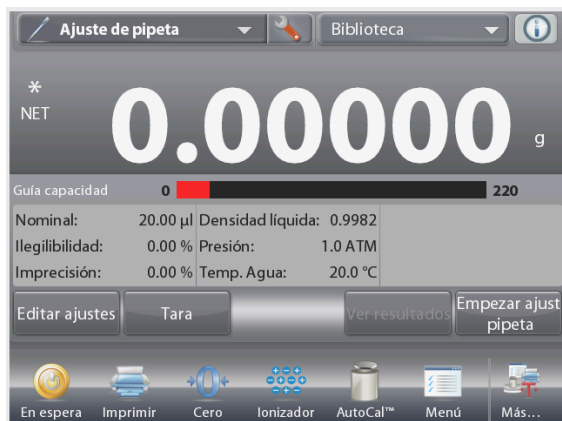 Ajuste de pipeta
Biblioteca
*
NET
0.00000 g
Guía capacidad 0 220
Nominal: 20.00 µl Densidad líquida: 0.9982
Ilegilibilidad: 0.00 % Presión: 1.0 ATM
Imprecisión: 0.00 % Temp. Agua: 20.0 °C
Editar ajustes Tara Ver resultados Empezar ajust
pipeta
En espera Imprimir Cero Ionizador AutoCal™ Menú Más...